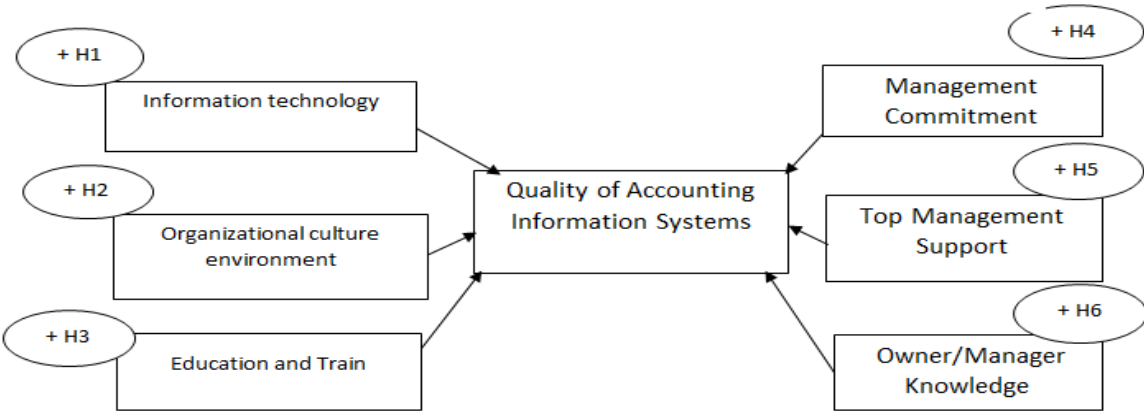 + H1
Information technology
+ H2
Organizational culture
environment
+ H3
Education and Train
Quality of Accounting
Information Systems
+ H4
Management
Commitment
+ H5
Top Management
Support
+ H6
Owner/Manager
Knowledge